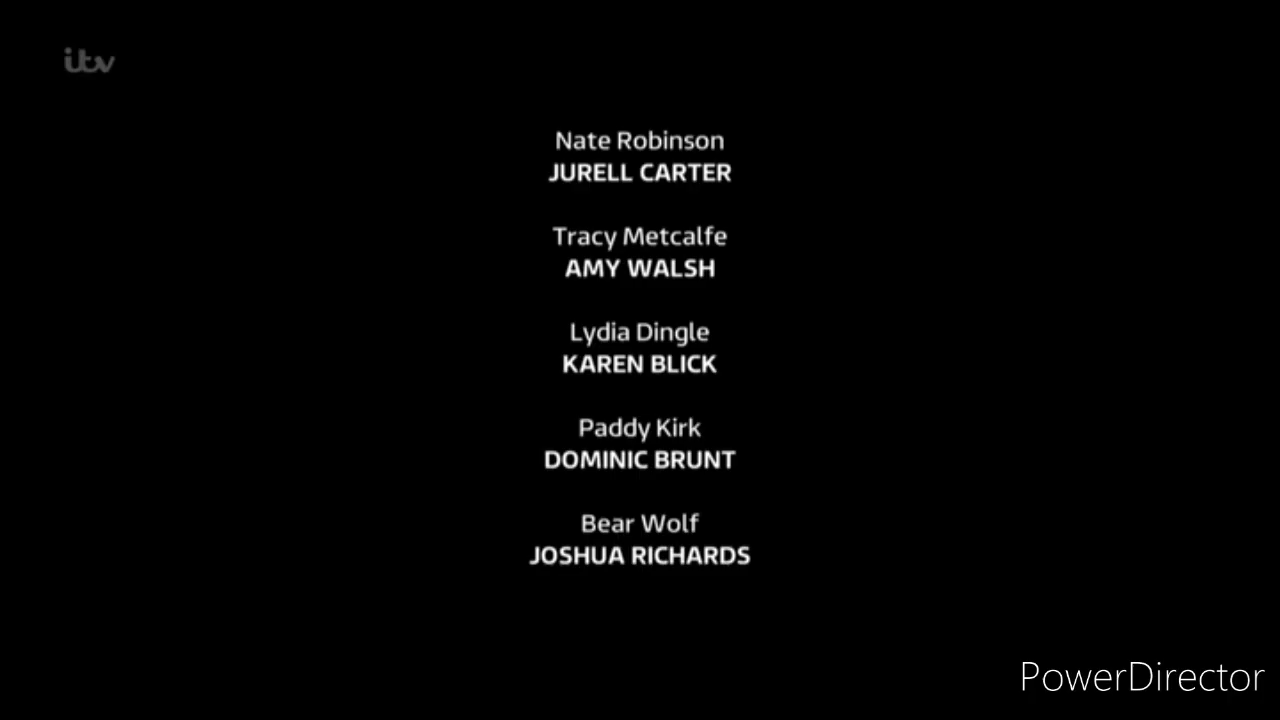 itv
Nate Robinson
JURELL CARTER
Tracy Metcalfe
AMY WALSH
Lydia Dingle
KAREN BLICK
Paddy Kirk
DOMINIC BRUNT
Bear Wolf
JOSHUA RICHARDS
PowerDirector